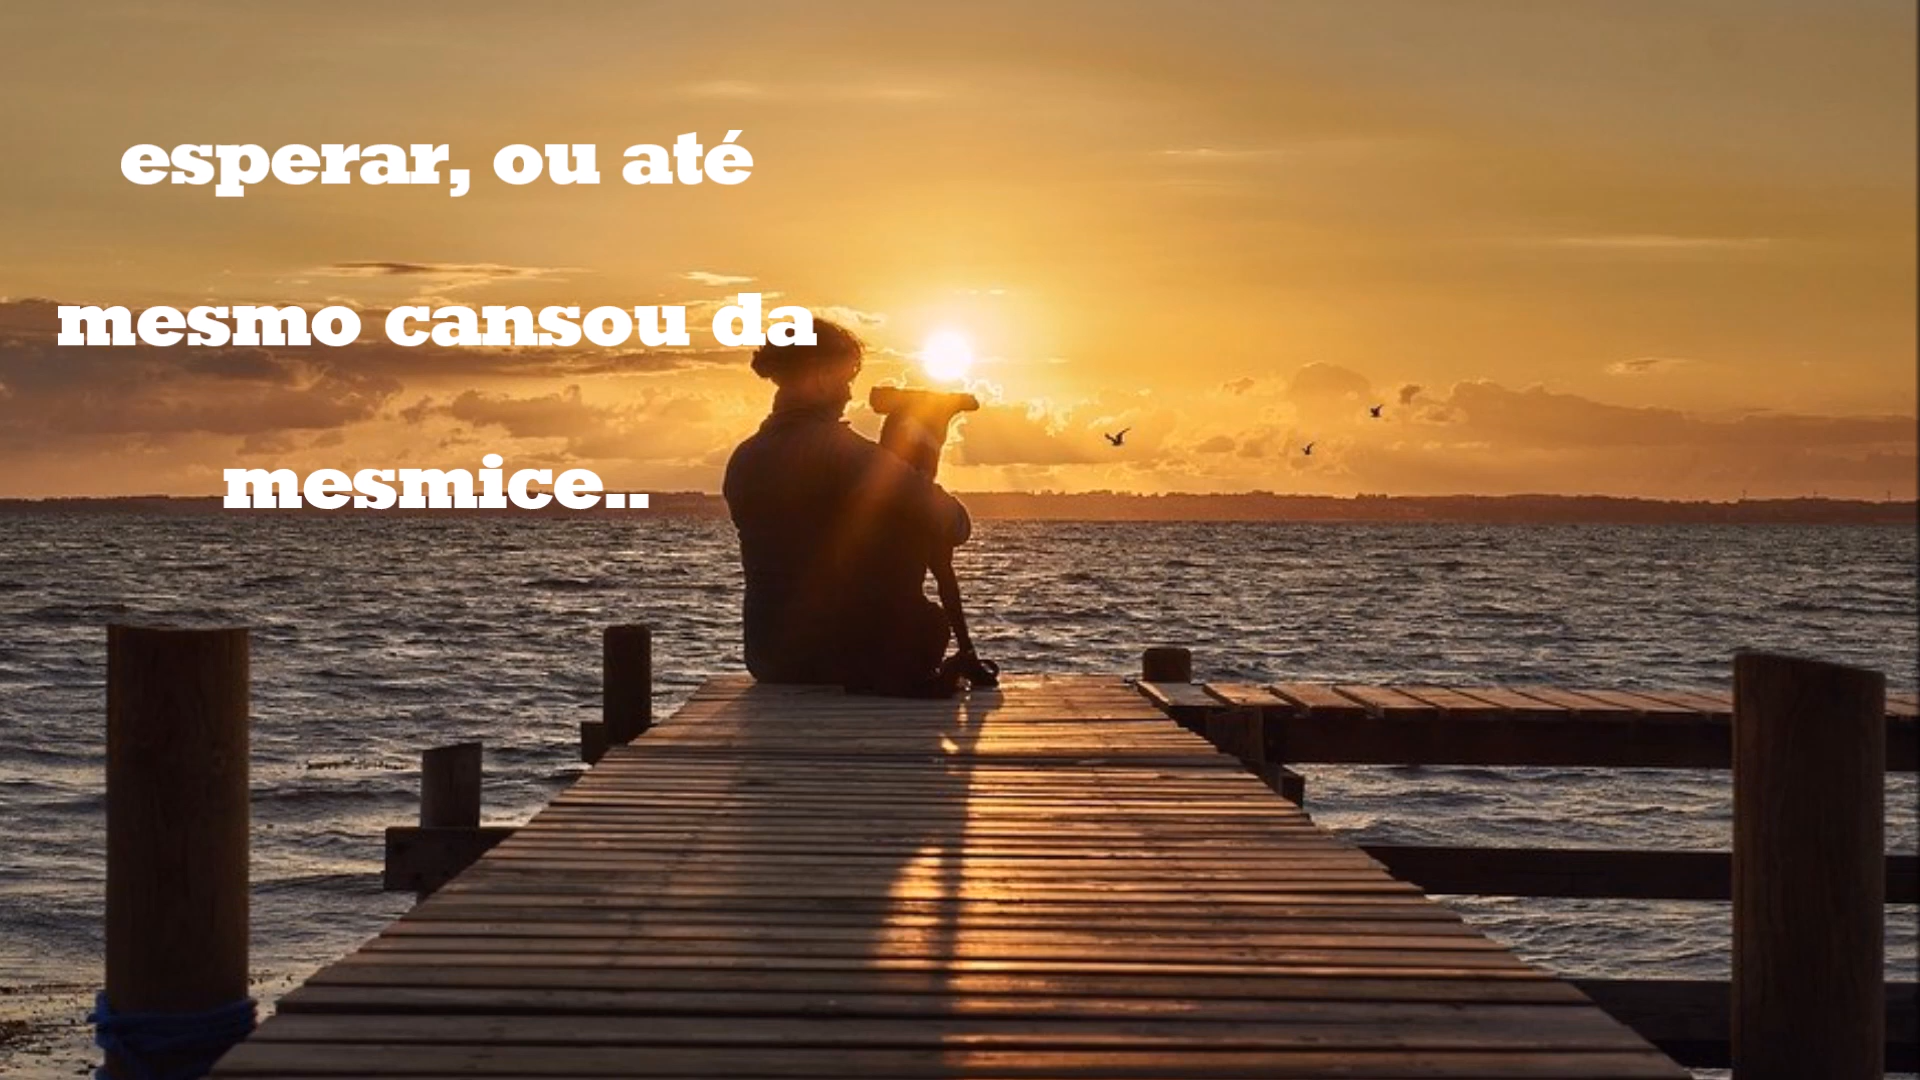 esperar, ou até
mesmo cansou da
mesmice..